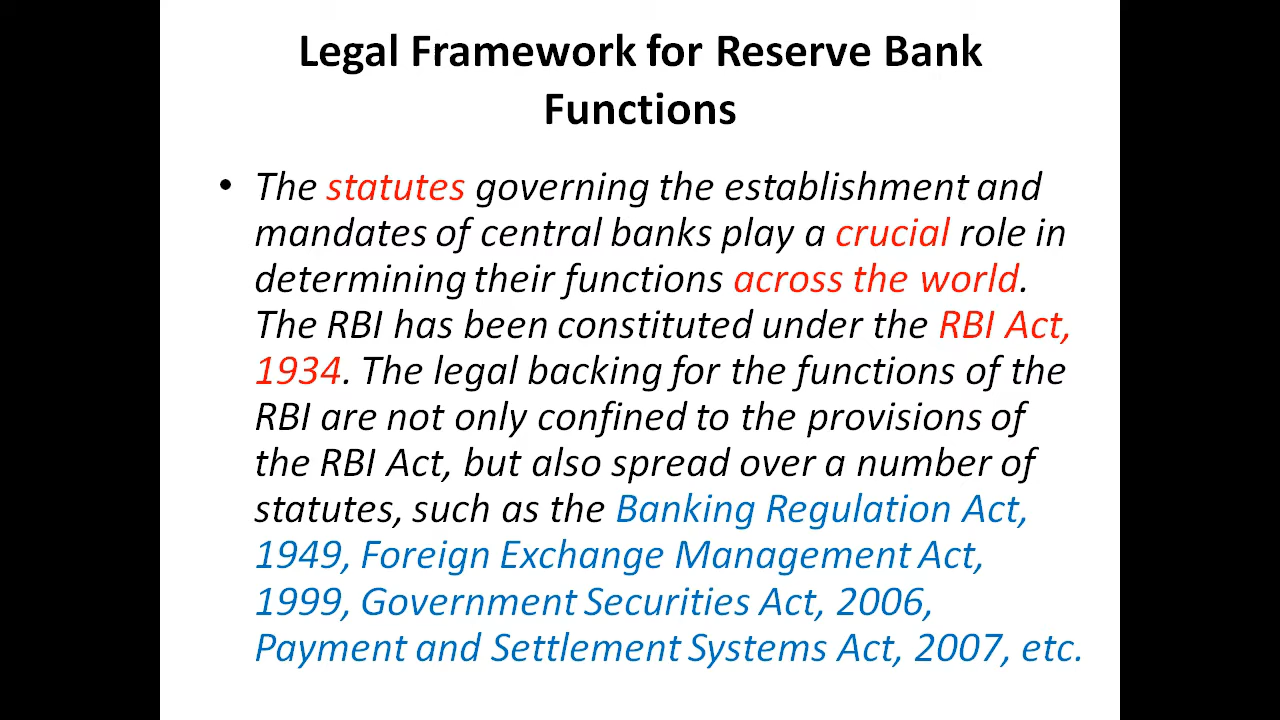 Legal Framework for Reserve Bank
Functions
• The statutes governing the establishment and
mandates of central banks play a crucial role in
determining their functions across the world.
The RBI has been constituted under the RBI Act,
1934. The legal backing for the functions of the
RBI are not only confined to the provisions of
the RBI Act, but also spread over a number of
statutes, such as the Banking Regulation Act,
1949, Foreign Exchange Management Act,
1999, Government Securities Act, 2006,
Payment and Settlement Systems Act, 2007, etc.